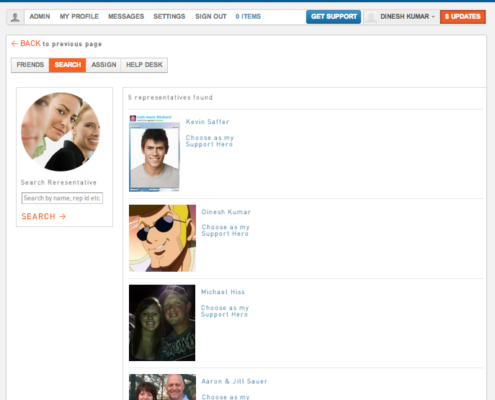 ADMIN MY PROFILE MESSAGES SETTINGS SIGN OUT 0 ITEMS GET SUPPORT DINESH KUMAR 8 UPDATES
← BACK to previous page
FRIENDS SEARCH ASSIGN HELP DESK
5 representatives found
Search Reresentative
Search by name, rep id etc
SEARCH →
Kevin Saffer
Choose as my
Support Hero
Dinesh Kumar
Choose as my
Support Hero
Michael Hiss
Choose as my
Support Hero
Aaron & Jill Sauer
Choose as my